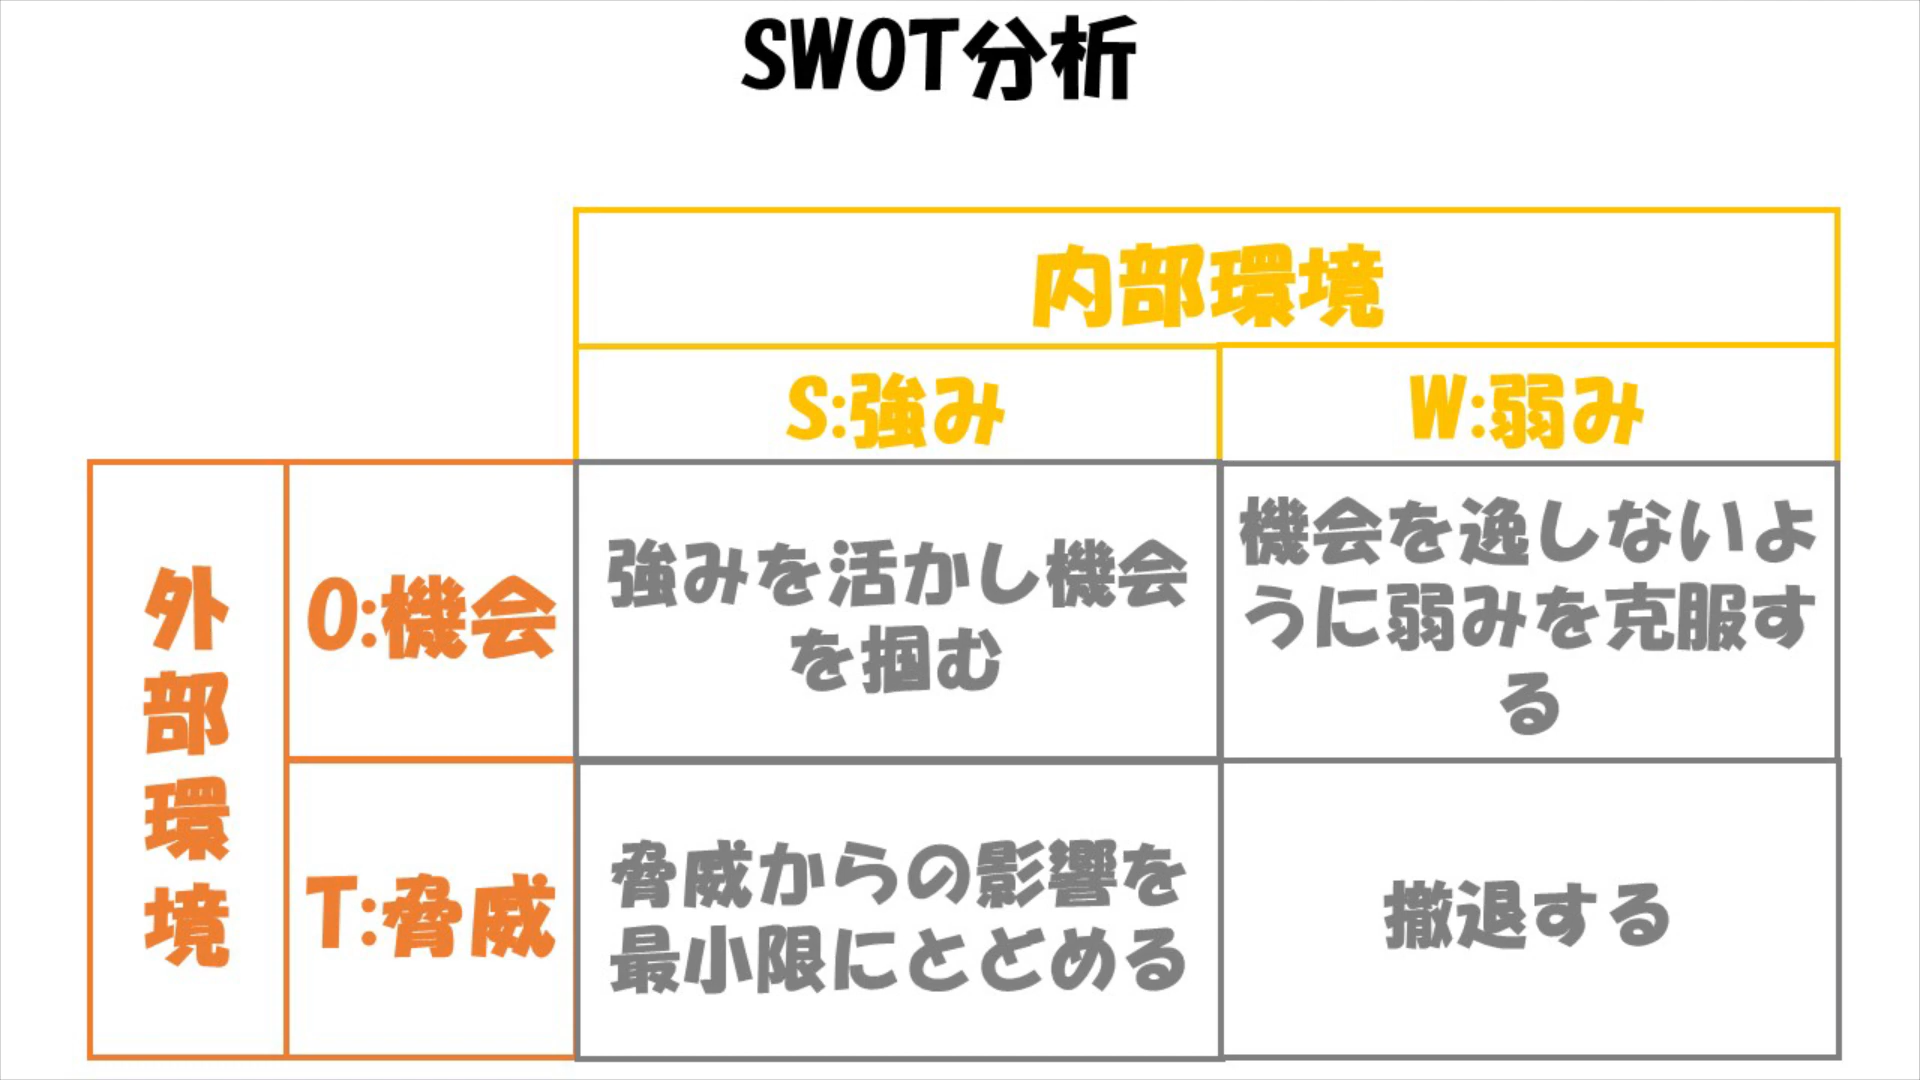 SWOT分析
内部環境
S:強み
W:弱み
外部環境
O:機会
強みを活かし機会
を掴む
機会を逸しないよ
うに弱みを克服す
る
T:脅威
脅威からの影響を
最小限にとどめる
撤退する